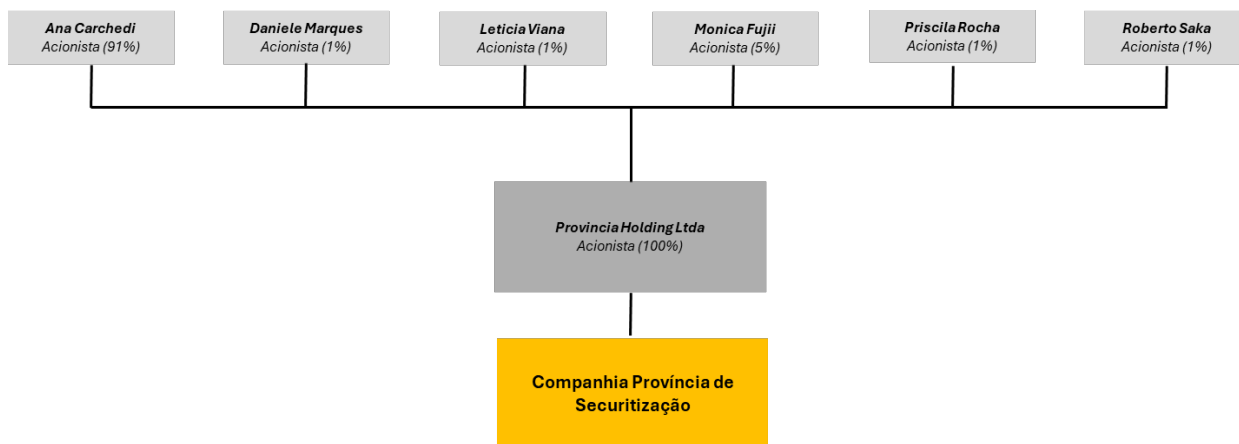 Ana Carchedi
Acionista (91%)
Daniele Marques
Acionista (1%)
Leticia Viana
Acionista (1%)
Monica Fujii
Acionista (5%)
Priscila Rocha
Acionista (1%)
Roberto Saka
Acionista (1%)
Provincia Holding Ltda
Acionista (100%)
Companhia Província de
Securitização